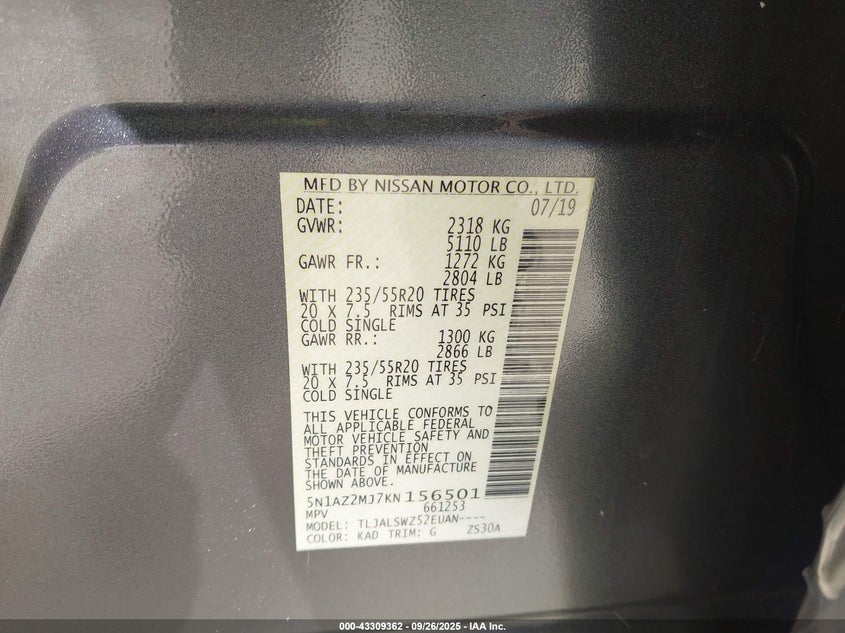 MFD BY NISSAN MOTOR CO., LTD.
DATE: 07/19
GVWR: 2318 KG
5110 LB
GAWR FR.: 1272 KG
2804 LB
WITH 235/55R20 TIRES
20 X 7.5 RIMS AT 35 PSI
COLD SINGLE
GAWR RR.: 1300 KG
2866 LB
WITH 235/55R20 TIRES
20 X 7.5 RIMS AT 35 PSI
COLD SINGLE
THIS VEHICLE CONFORMS TO
ALL APPLICABLE FEDERAL
MOTOR VEHICLE SAFETY AND
THEFT PREVENTION
STANDARDS IN EFFECT ON
THE DATE OF MANUFACTURE
SHOWN ABOVE.
5N1AZ2MJ7KN156501
MPV 661253
MODEL: TLJALSWZ52EUAN----
COLOR: KAD TRIM: G ZS30A
000-43309362 - 09/26/2025 - IAA Inc.